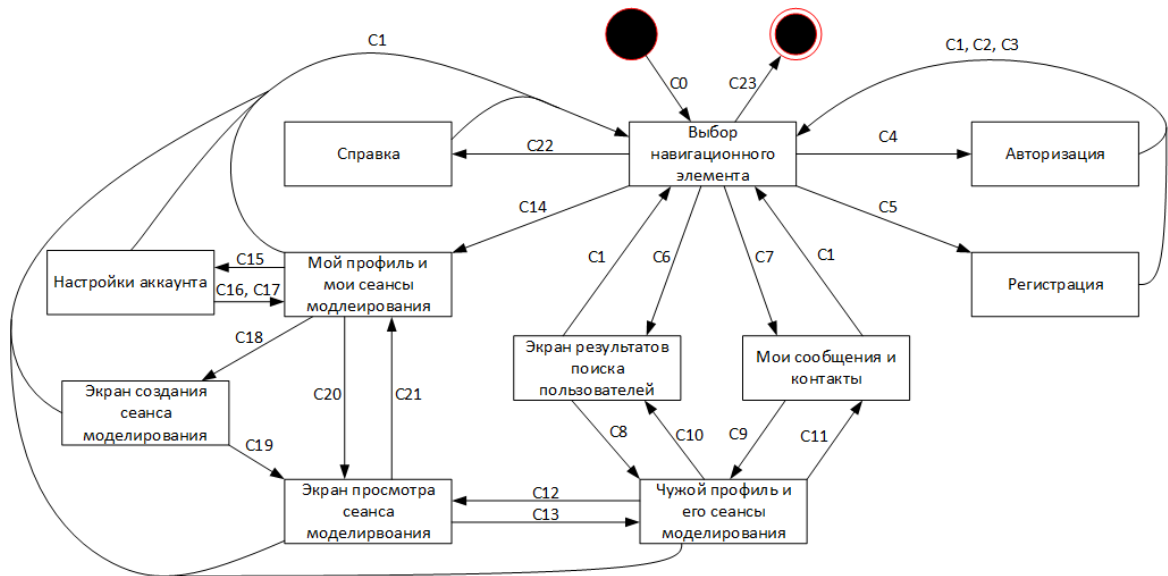 C1
C1, C2, C3
C0
C23
Справка
C22
Выбор
навигационного
элемента
C4
Авторизация
C14
C5
Настройки аккаунта
C15
C16, C17
Мой профиль и
мои сеансы
модлеирования
C1
C6
C7
C1
Регистрация
C18
Экран результатов
поиска
пользователей
Мои сообщения и
контакты
Экран создания
сеанса
моделирования
C20
C21
C19
C8
C10
C9
C11
Экран просмотра
сеанса
моделирвоания
C12
C13
Чужой профиль и
его сеансы
моделирования